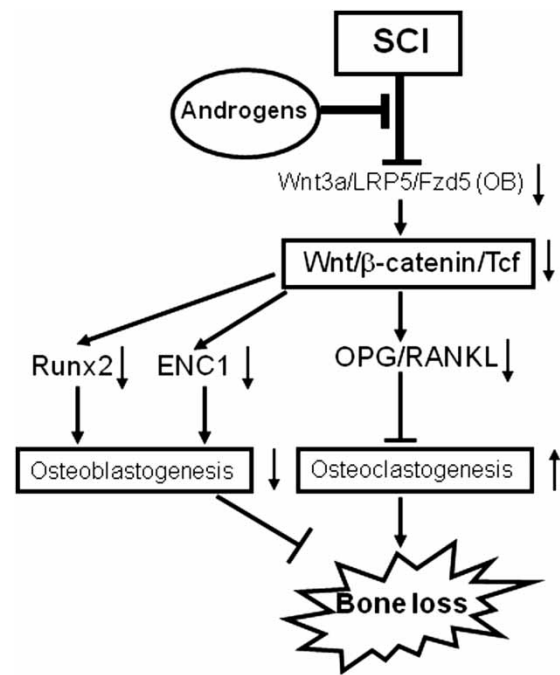 SCI
Androgens
Wnt3a/LRP5/Fzd5 (OB)
Wnt/β-catenin/Tcf
Runx2
ENC1
OPG/RANKL
Osteoblastogenesis
Osteoclastogenesis
Bone loss